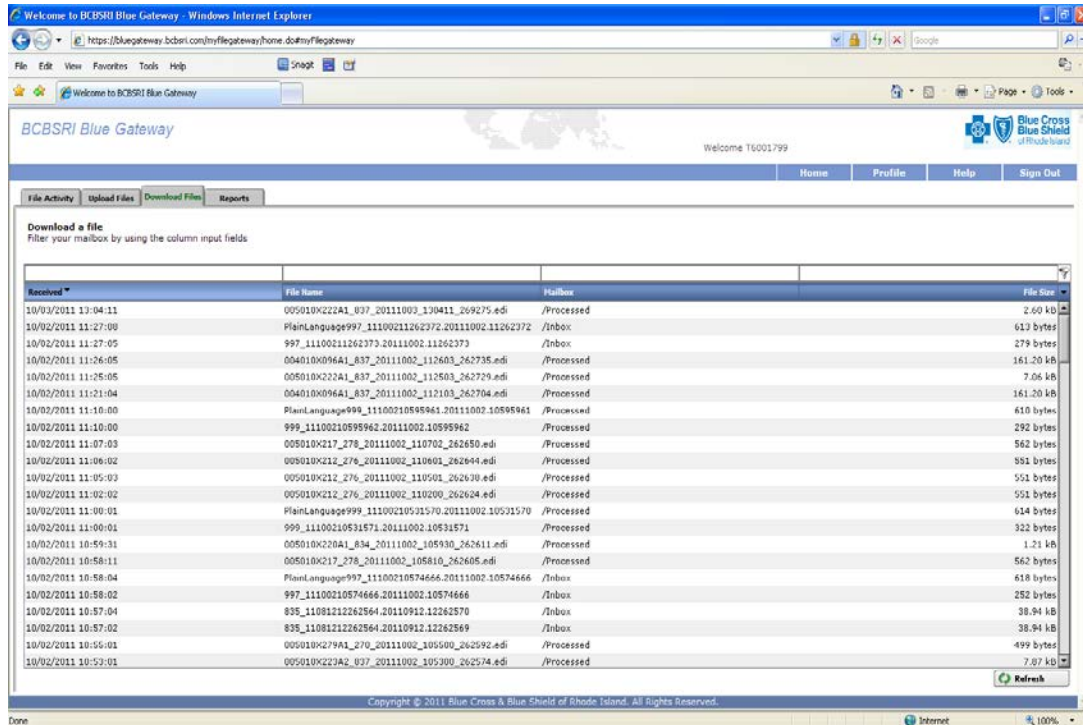 Welcome to BCBSRI Blue Gateway - Windows Internet Explorer
https://bluegateway.bcbsri.com/myfilegateway/home.do#myFilegateway
Google
File Edit View Favorites Tools Help
SnagIt
Welcome to BCBSRI Blue Gateway
Page
Tools
BCBSRI Blue Gateway
Welcome T6001799
Blue Cross
Blue Shield
of Rhode Island
Home Profile Help Sign Out
File Activity Upload Files Download Files Reports
Download a file
Filter your mailbox by using the column input fields
Received File Name Mailbox File Size
10/03/2011 13:04:11 005010X222A1_837_20111003_130411_269275.edi /Processed 2.60 kB
10/02/2011 11:27:08 PlainLanguage997_11100211262372.20111002.11262372 /Inbox 613 bytes
10/02/2011 11:27:05 997_11100211262373.20111002.11262373 /Inbox 279 bytes
10/02/2011 11:26:05 004010X096A1_837_20111002_112603_262735.edi /Processed 161.20 kB
10/02/2011 11:25:05 005010X222A1_837_20111002_112503_262729.edi /Processed 7.06 kB
10/02/2011 11:21:04 004010X096A1_837_20111002_112103_262704.edi /Processed 161.20 kB
10/02/2011 11:10:00 PlainLanguage999_11100210595961.20111002.10595961 /Processed 610 bytes
10/02/2011 11:10:00 999_11100210595962.20111002.10595962 /Processed 292 bytes
10/02/2011 11:07:03 005010X217_278_20111002_110702_262650.edi /Processed 562 bytes
10/02/2011 11:06:02 005010X212_276_20111002_110601_262644.edi /Processed 551 bytes
10/02/2011 11:05:03 005010X212_276_20111002_110501_262638.edi /Processed 551 bytes
10/02/2011 11:02:02 005010X212_276_20111002_110200_262624.edi /Processed 551 bytes
10/02/2011 11:00:01 PlainLanguage999_11100210531570.20111002.10531570 /Processed 614 bytes
10/02/2011 11:00:01 999_11100210531571.20111002.10531571 /Processed 322 bytes
10/02/2011 10:59:31 005010X220A1_834_20111002_105930_262611.edi /Processed 1.21 kB
10/02/2011 10:58:11 005010X217_278_20111002_105810_262605.edi /Processed 562 bytes
10/02/2011 10:58:04 PlainLanguage997_11100210574666.20111002.10574666 /Inbox 618 bytes
10/02/2011 10:58:02 997_11100210574666.20111002.10574666 /Inbox 252 bytes
10/02/2011 10:57:04 835_11081212262564.20110912.12262570 /Inbox 38.94 kB
10/02/2011 10:57:02 835_11081212262564.20110912.12262569 /Inbox 38.94 kB
10/02/2011 10:55:01 005010X279A1_270_20111002_105500_262592.edi /Processed 499 bytes
10/02/2011 10:53:01 005010X223A2_837_20111002_105300_262574.edi /Processed 7.87 kB
Refresh
Copyright © 2011 Blue Cross & Blue Shield of Rhode Island. All Rights Reserved.
Done Internet 100%